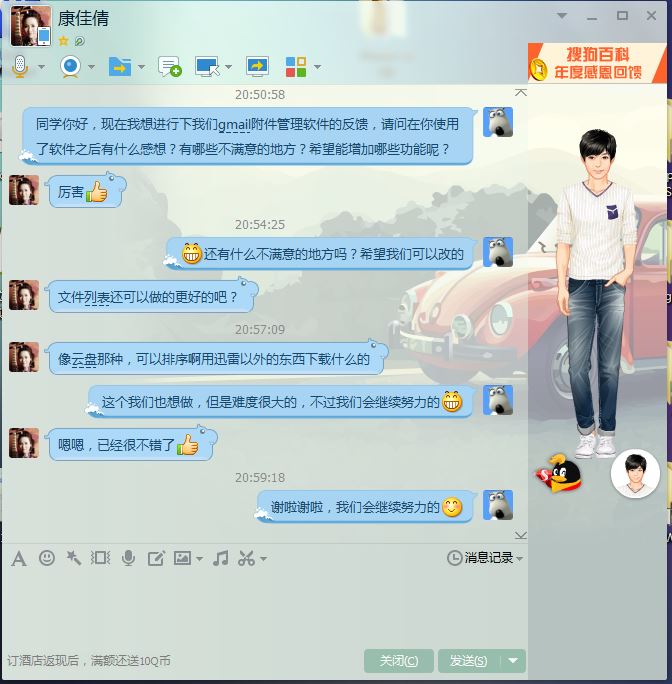 康佳倩
搜狗百科
年度感恩回馈
20:50:58
同学你好，现在我想进行下我们gmail附件管理软件的反馈，请问在你使用
了软件之后有什么感想？有哪些不满意的地方？希望能增加哪些功能呢？
厉害
20:54:25
还有什么不满意的地方吗？希望我们可以改的
文件列表还可以做的更好的吧？
20:57:09
像云盘那种，可以排序啊用迅雷以外的东西下载什么的
这个我们也想做，但是难度很大的，不过我们会继续努力的
嗯嗯，已经很不错了
20:59:18
谢啦谢啦，我们会继续努力的
消息记录
订酒店返现后，满额还送10Q币
关闭(C)
发送(S)